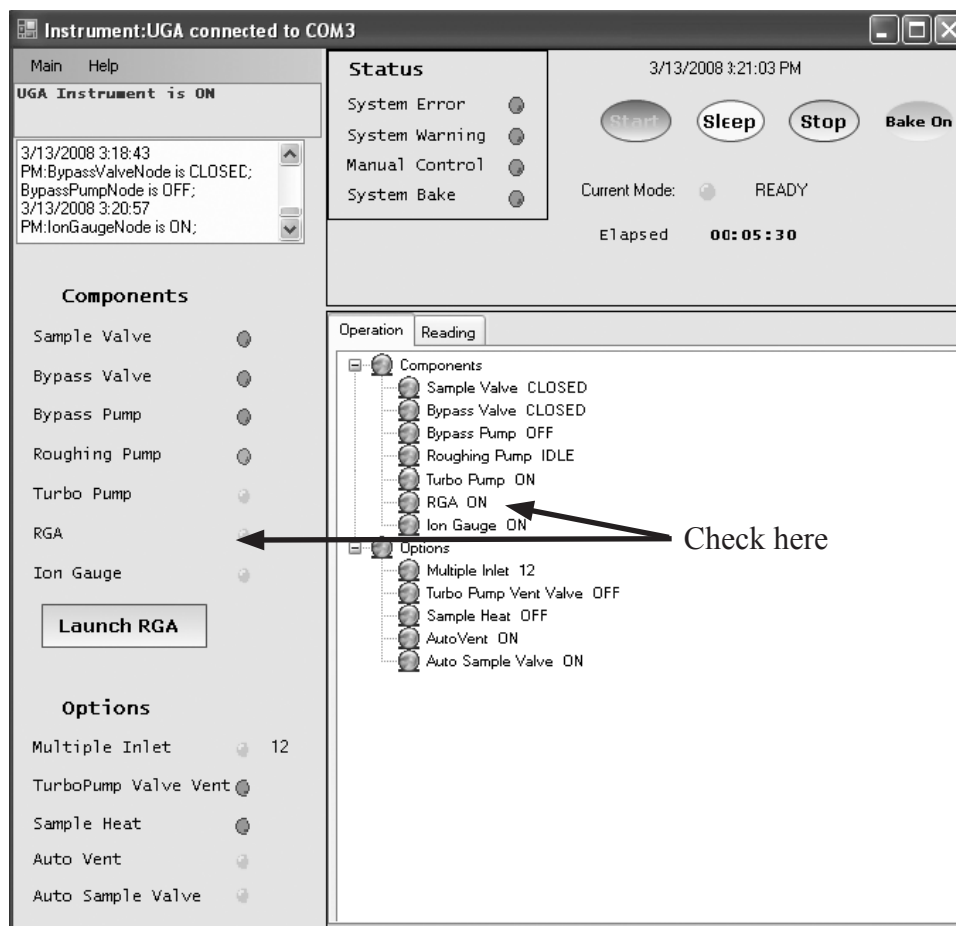 Instrument:UGA connected to COM3
Main Help
UGA Instrument is ON
3/13/2008 3:18:43
PM:BypassValveNode is CLOSED;
BypassPumpNode is OFF;
3/13/2008 3:20:57
PM:IonGaugeNode is ON;
Status
System Error
System Warning
Manual Control
System Bake
3/13/2008 3:21:03 PM
Start Sleep Stop Bake On
Current Mode: READY
Elapsed 00:05:30
Components
Sample Valve
Bypass Valve
Bypass Pump
Roughing Pump
Turbo Pump
RGA
Ion Gauge
Launch RGA
Options
Multiple Inlet 12
TurboPump Valve Vent
Sample Heat
Auto Vent
Auto Sample Valve
Operation Reading
Components
Sample Valve CLOSED
Bypass Valve CLOSED
Bypass Pump OFF
Roughing Pump IDLE
Turbo Pump ON
RGA ON
Ion Gauge ON
Options
Multiple Inlet 12
Turbo Pump Vent Valve OFF
Sample Heat OFF
AutoVent ON
Auto Sample Valve ON
Check here